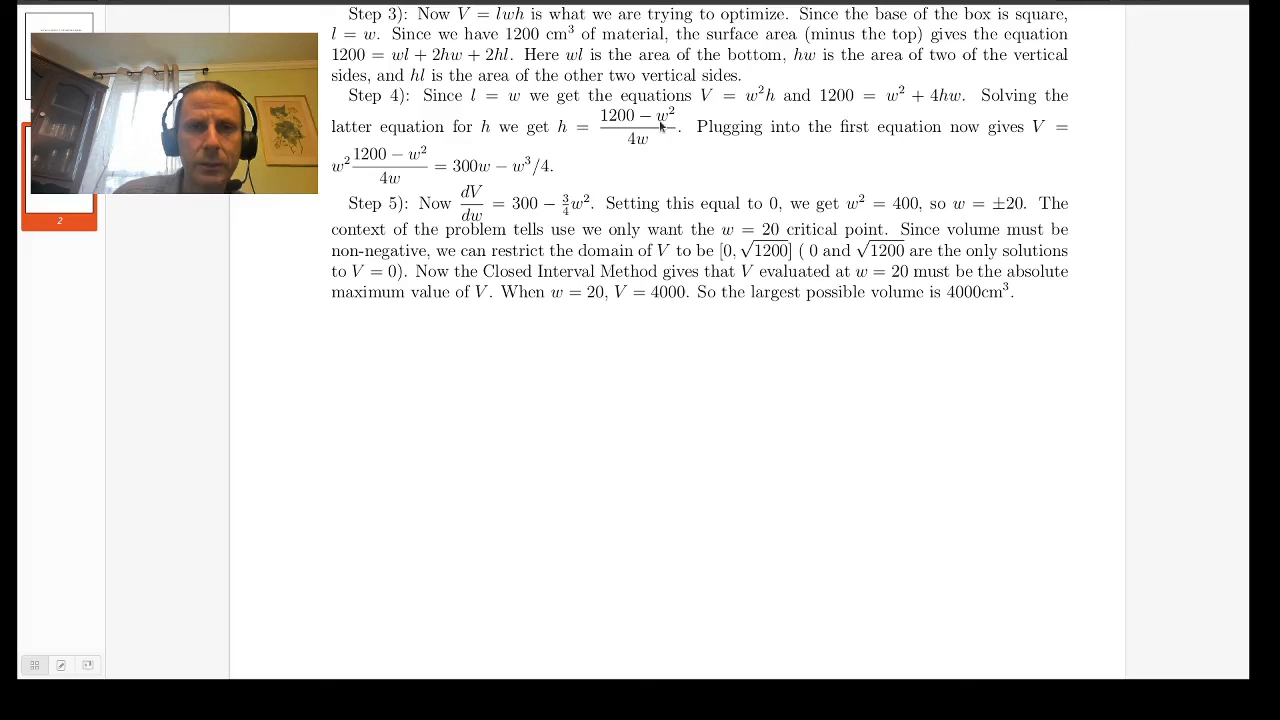 Step 3): Now V = lwh is what we are trying to optimize. Since the base of the box is square,
l = w. Since we have 1200 cm³ of material, the surface area (minus the top) gives the equation
1200 = wl + 2hw + 2hl. Here wl is the area of the bottom, hw is the area of two of the vertical
sides, and hl is the area of the other two vertical sides.
Step 4): Since l = w we get the equations V = w²h and 1200 = w² + 4hw. Solving the
latter equation for h we get h = (1200 − w²)/4w. Plugging into the first equation now gives V =
w² (1200 − w²)/4w = 300w − w³/4.
Step 5): Now dV/dw = 300 − 3/4 w². Setting this equal to 0, we get w² = 400, so w = ±20. The
context of the problem tells use we only want the w = 20 critical point. Since volume must be
non-negative, we can restrict the domain of V to be [0, √1200] ( 0 and √1200 are the only solutions
to V = 0). Now the Closed Interval Method gives that V evaluated at w = 20 must be the absolute
maximum value of V. When w = 20, V = 4000. So the largest possible volume is 4000cm³.
2